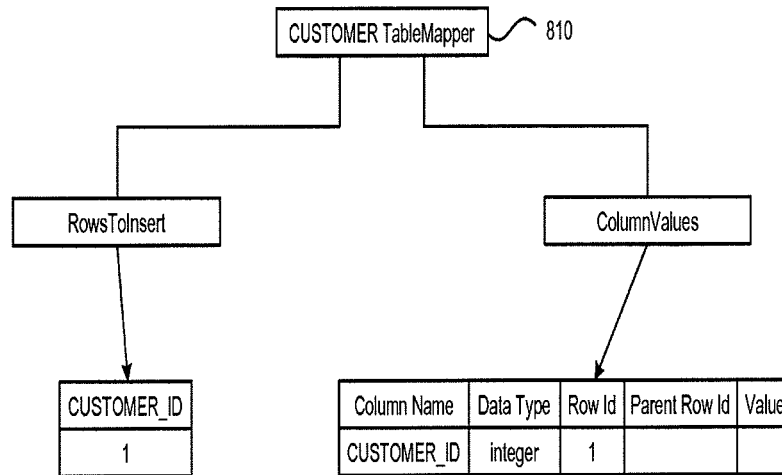 CUSTOMER TableMapper
810
RowsToInsert
ColumnValues
CUSTOMER_ID
1
Column Name Data Type Row Id Parent Row Id Value
CUSTOMER_ID integer 1